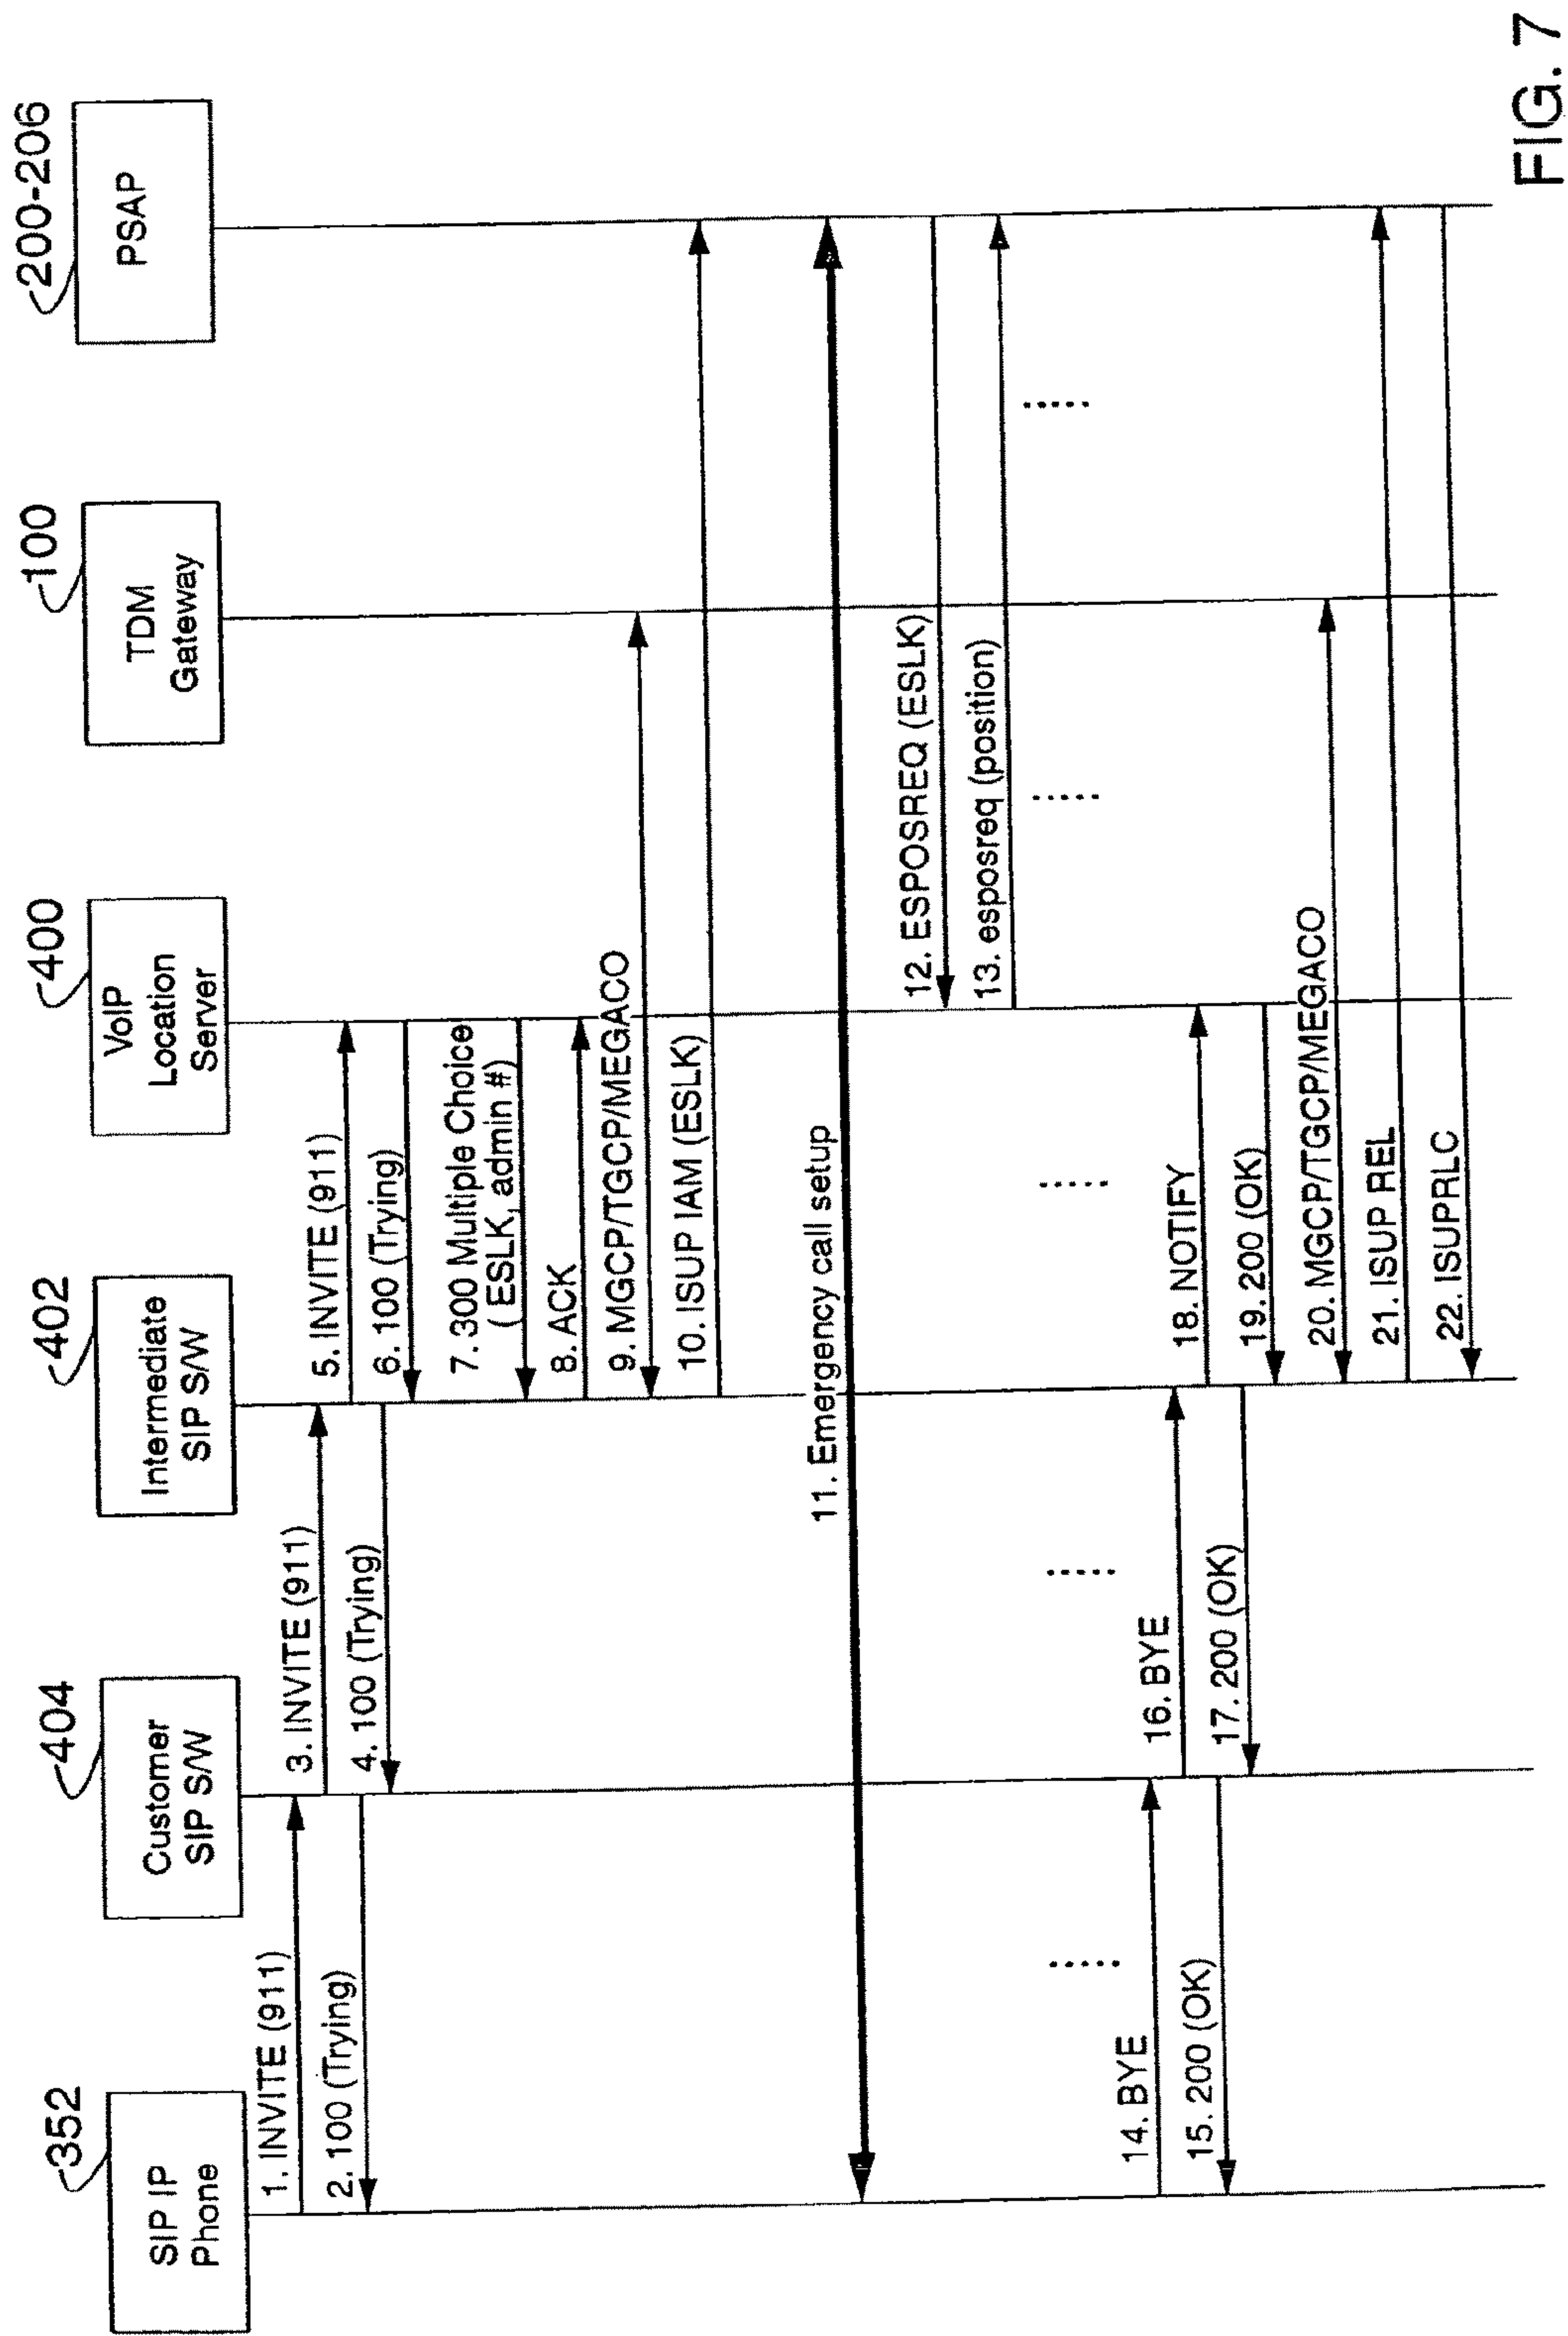 352
SIP IP
Phone
404
Customer
SIP S/W
402
Intermediate
SIP S/W
400
VoIP
Location
Server
100
TDM
Gateway
200-206
PSAP
1. INVITE (911)
2. 100 (Trying)
3. INVITE (911)
4. 100 (Trying)
5. INVITE (911)
6. 100 (Trying)
7. 300 Multiple Choice
( ESLK, admin #)
8. ACK
9. MGCP/TGCP/MEGACO
10. ISUP IAM (ESLK)
11. Emergency call setup
12. ESPOSREQ (ESLK)
13. esposreq (position)
.....
.....
.....
.....
.....
14. BYE
15. 200 (OK)
16. BYE
17. 200 (OK)
18. NOTIFY
19. 200 (OK)
20. MGCP/TGCP/MEGACO
21. ISUP REL
22. ISUPRLC
FIG. 7